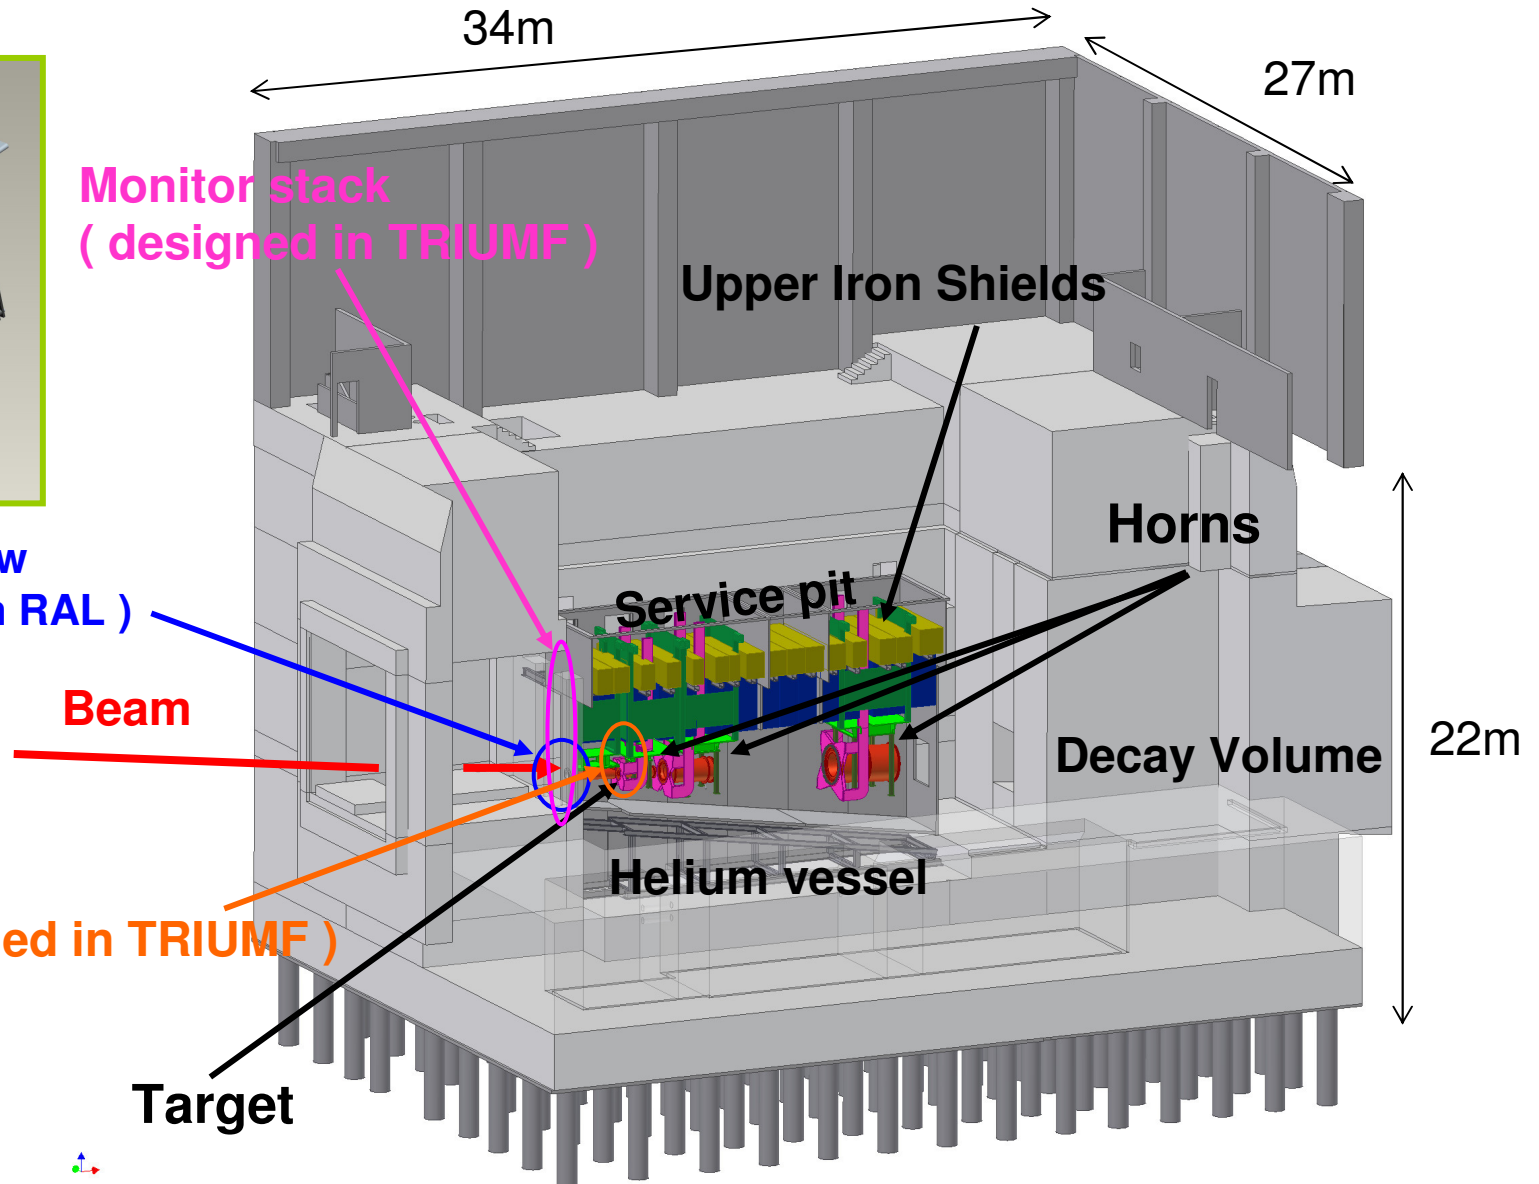 34m
27m
Monitor stack
( designed in TRIUMF )
Upper Iron Shields
Horns
w
RAL )
Service pit
Beam
22m
Decay Volume
Helium vessel
ed in TRIUMF )
Target